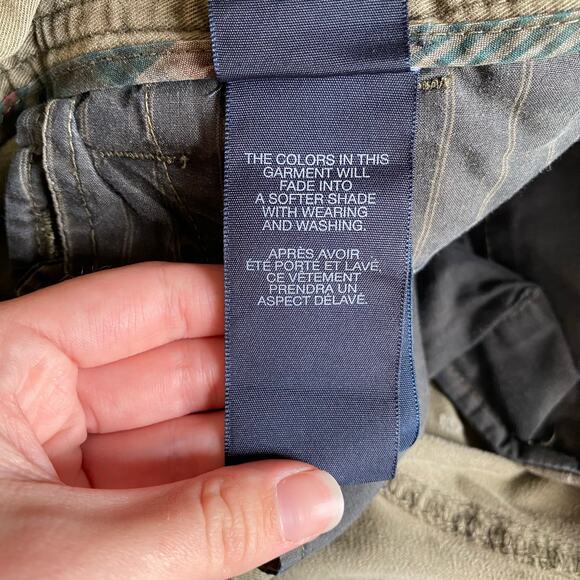 THE COLORS IN THIS
GARMENT WILL
FADE INTO
A SOFTER SHADE
WITH WEARING
AND WASHING.
APRÈS AVOIR
ÉTÉ PORTÉ ET LAVÉ,
CE VÊTEMENT
PRENDRA UN
ASPECT DÉLAVÉ.